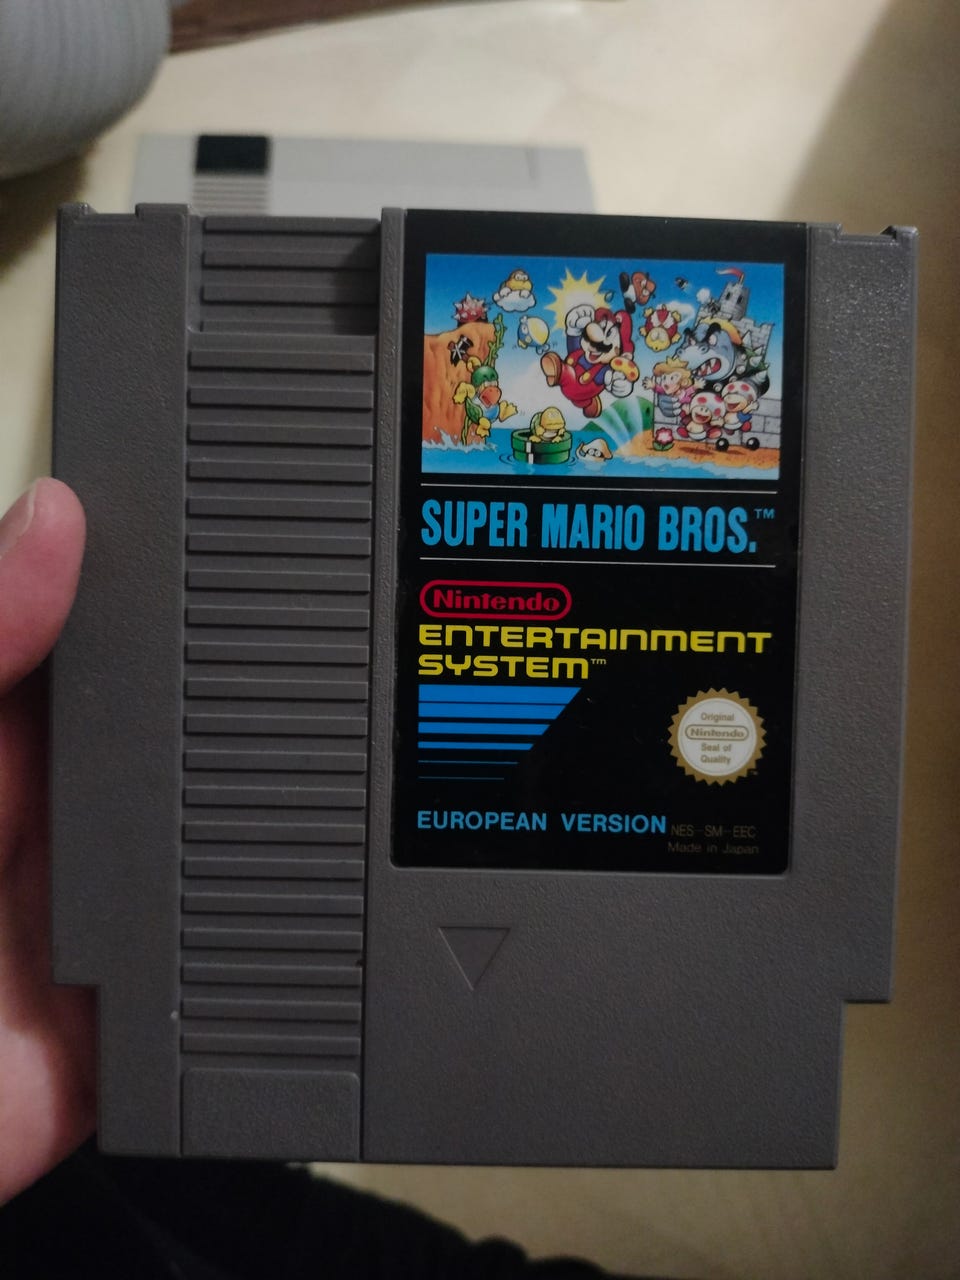 SUPER MARIO BROS.™
Nintendo
ENTERTAINMENT
SYSTEM™
Original
Nintendo
Seal of
Quality
™
EUROPEAN VERSION
NES-SM-EEC
Made in Japan